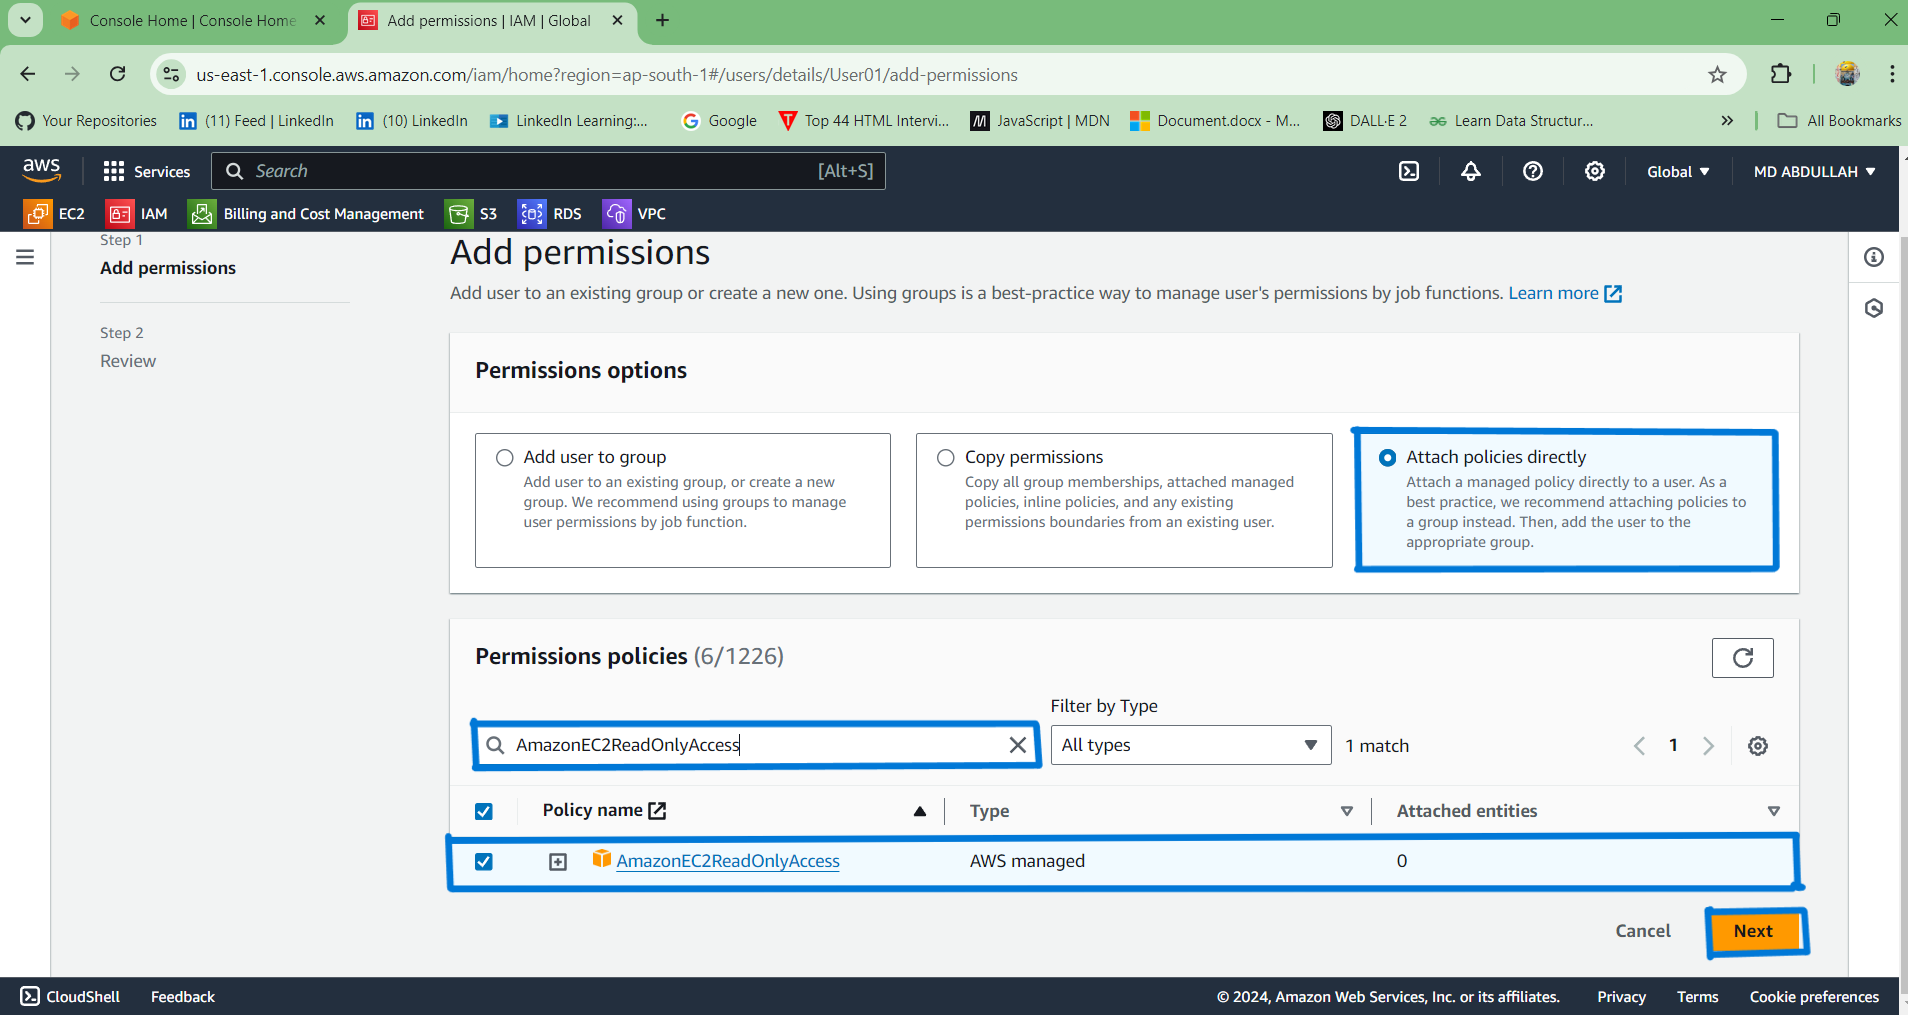 Console Home | Console Home
Add permissions | IAM | Global
us-east-1.console.aws.amazon.com/iam/home?region=ap-south-1#/users/details/User01/add-permissions
Your Repositories
(11) Feed | LinkedIn
(10) LinkedIn
LinkedIn Learning:...
Google
Top 44 HTML Intervi...
JavaScript | MDN
Document.docx - M...
DALL·E 2
Learn Data Structur...
All Bookmarks
aws
Services
Search
[Alt+S]
Global
MD ABDULLAH
EC2
IAM
Billing and Cost Management
S3
RDS
VPC
Step 1
Add permissions
Step 2
Review
Add permissions
Add user to an existing group or create a new one. Using groups is a best-practice way to manage user's permissions by job functions. Learn more
Permissions options
Add user to group
Add user to an existing group, or create a new
group. We recommend using groups to manage
user permissions by job function.
Copy permissions
Copy all group memberships, attached managed
policies, inline policies, and any existing
permissions boundaries from an existing user.
Attach policies directly
Attach a managed policy directly to a user. As a
best practice, we recommend attaching policies to
a group instead. Then, add the user to the
appropriate group.
Permissions policies (6/1226)
Filter by Type
AmazonEC2ReadOnlyAccess
All types
1 match
1
Policy name
Type
Attached entities
AmazonEC2ReadOnlyAccess
AWS managed
0
Cancel
Next
CloudShell
Feedback
© 2024, Amazon Web Services, Inc. or its affiliates.
Privacy
Terms
Cookie preferences